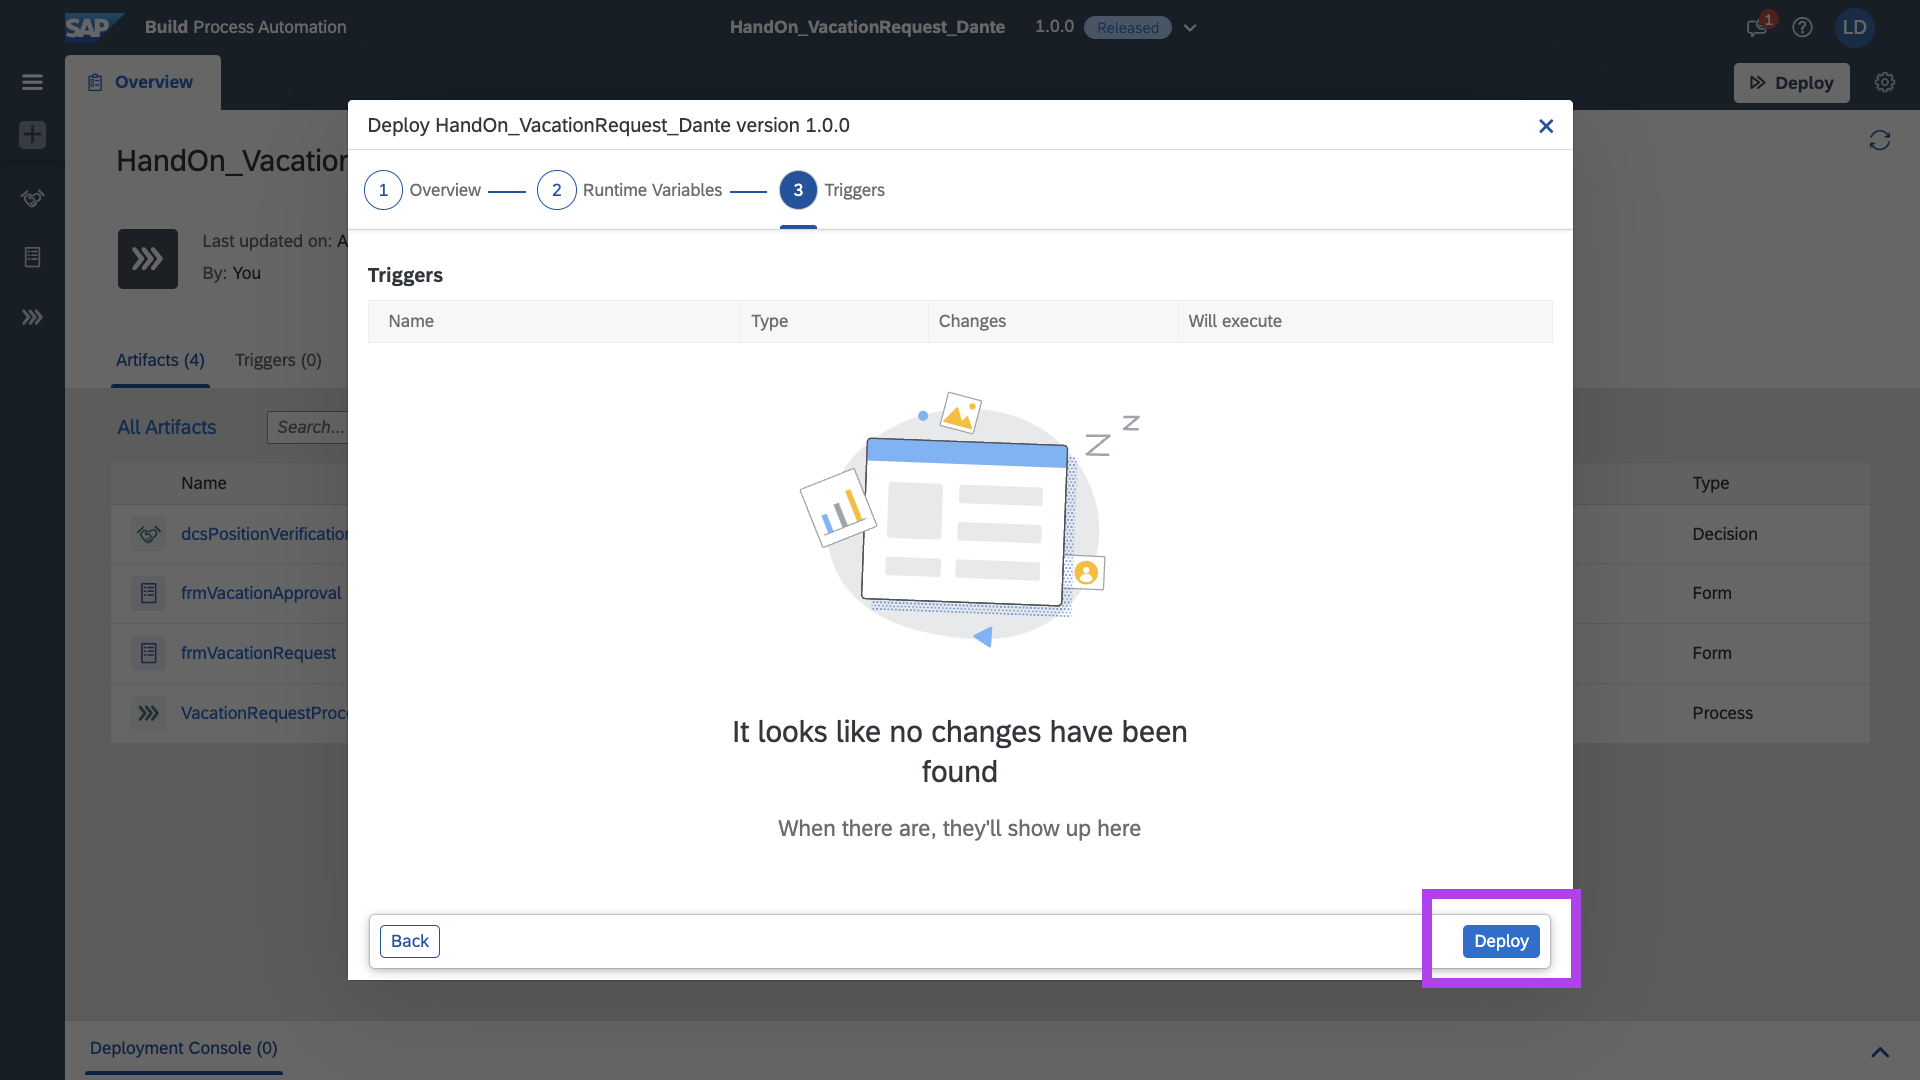 SAP Build Process Automation
HandOn_VacationRequest_Dante 1.0.0 Released
1
LD
Overview
Deploy
HandOn_Vacation
Last updated on: A
By: You
Artifacts (4) Triggers (0)
All Artifacts Search...
Name Type
dcsPositionVerification Decision
frmVacationApproval Form
frmVacationRequest Form
VacationRequestProc Process
Deploy HandOn_VacationRequest_Dante version 1.0.0
1 Overview 2 Runtime Variables 3 Triggers
Triggers
Name Type Changes Will execute
Z Z
It looks like no changes have been
found
When there are, they'll show up here
Back Deploy
Deployment Console (0)